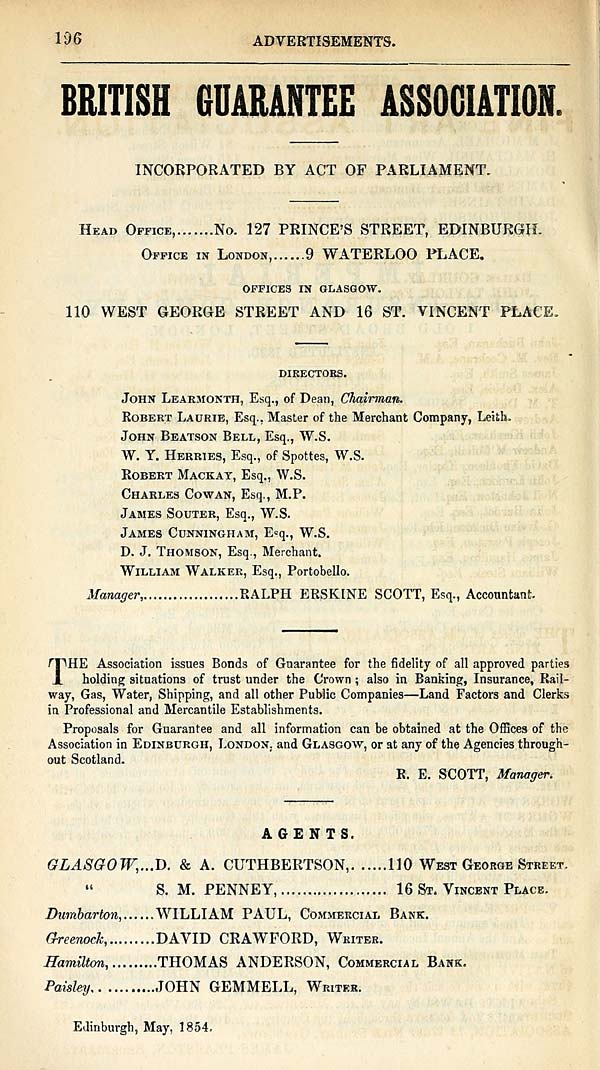 196 ADVERTISEMENTS.
BRITISH GUARANTEE ASSOCIATION.
INCORPORATED BY ACT OF PARLIAMENT.
HEAD OFFICE,.......No. 127 PRINCE'S STREET, EDINBURGH.
OFFICE IN LONDON,......9 WATERLOO PLACE.
OFFICES IN GLASGOW.
110 WEST GEORGE STREET AND 16 ST. VINCENT PLACE.
DIRECTORS.
JOHN LEARMONTH, Esq., of Dean, Chairman.
ROBERT LAURIE, Esq., Master of the Merchant Company, Leith.
JOHN BEATSON BELL, Esq., W.S.
W. Y. HERRIES, Esq., of Spottes, W.S.
ROBERT MACKAY, Esq., W.S.
CHARLES COWAN, Esq., M.P.
JAMES SOUTER, Esq., W.S.
JAMES CUNNINGHAM, Esq., W.S.
D. J. THOMSON, Esq., Merchant.
WILLIAM WALKER, Esq., Portobello.
Manager,...................RALPH ERSKINE SCOTT, Esq., Accountant.
THE Association issues Bonds of Guarantee for the fidelity of all approved parties
holding situations of trust under the Crown; also in Banking, Insurance, Rail-
way, Gas, Water, Shipping, and all other Public Companies—Land Factors and Clerks
in Professional and Mercantile Establishments.
Proposals for Guarantee and all information can be obtained at the Offices of the
Association in EDINBURGH, LONDON, and GLASGOW, or at any of the Agencies through-
out Scotland.
R. E. SCOTT, Manager.
AGENTS.
GLASGOW,...D. & A. CUTHBERTSON,. .....110 WEST GEORGE STREET.
" S. M. PENNEY,.................... 16 ST. VINCENT PLACE.
Dumbarton,......WILLIAM PAUL, COMMERCIAL BANK.
Greenock,.........DAVID CRAWFORD, WRITER.
Hamilton,.........THOMAS ANDERSON, COMMERCIAL BANK.
Paisley,. ..........JOHN GEMMELL, WRITER.
Edinburgh, May, 1854.